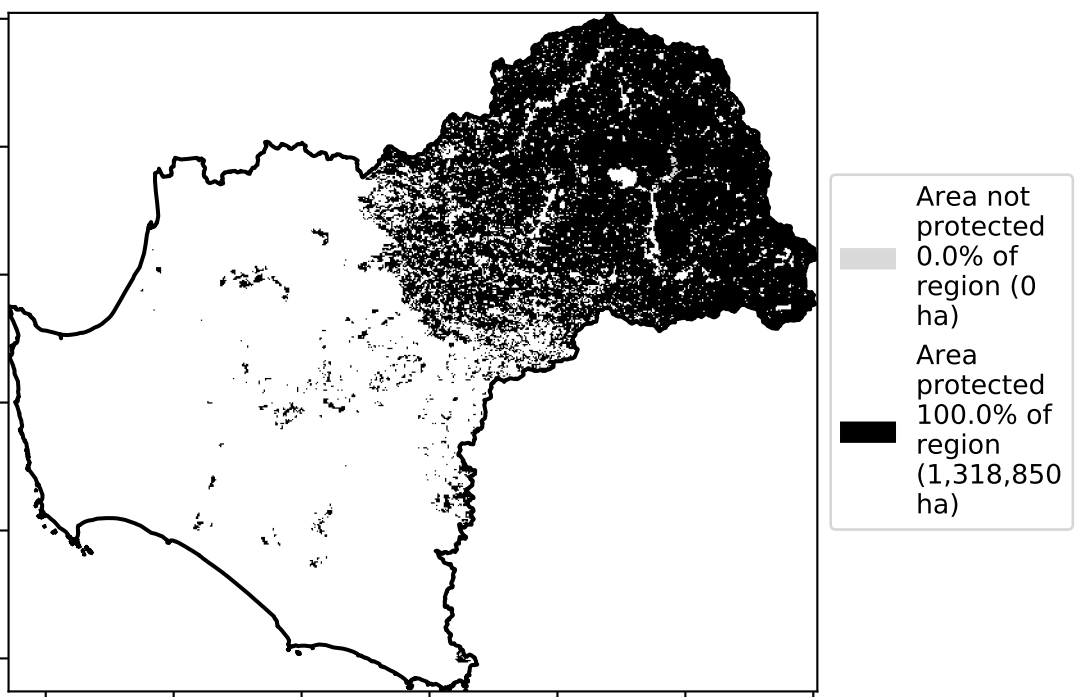 Area not
protected
0.0% of
region (0
ha)
Area
protected
100.0% of
region
(1,318,850
ha)